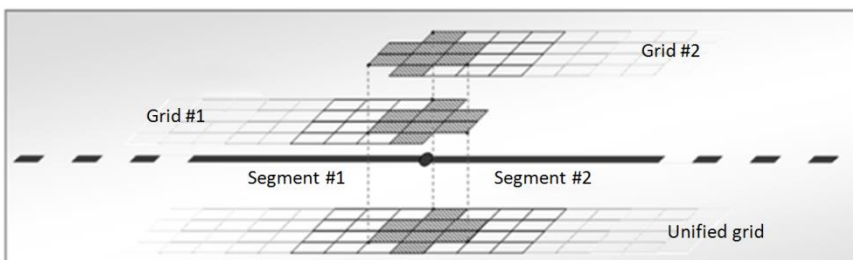 Grid #2
Grid #1
Segment #1
Segment #2
Unified grid